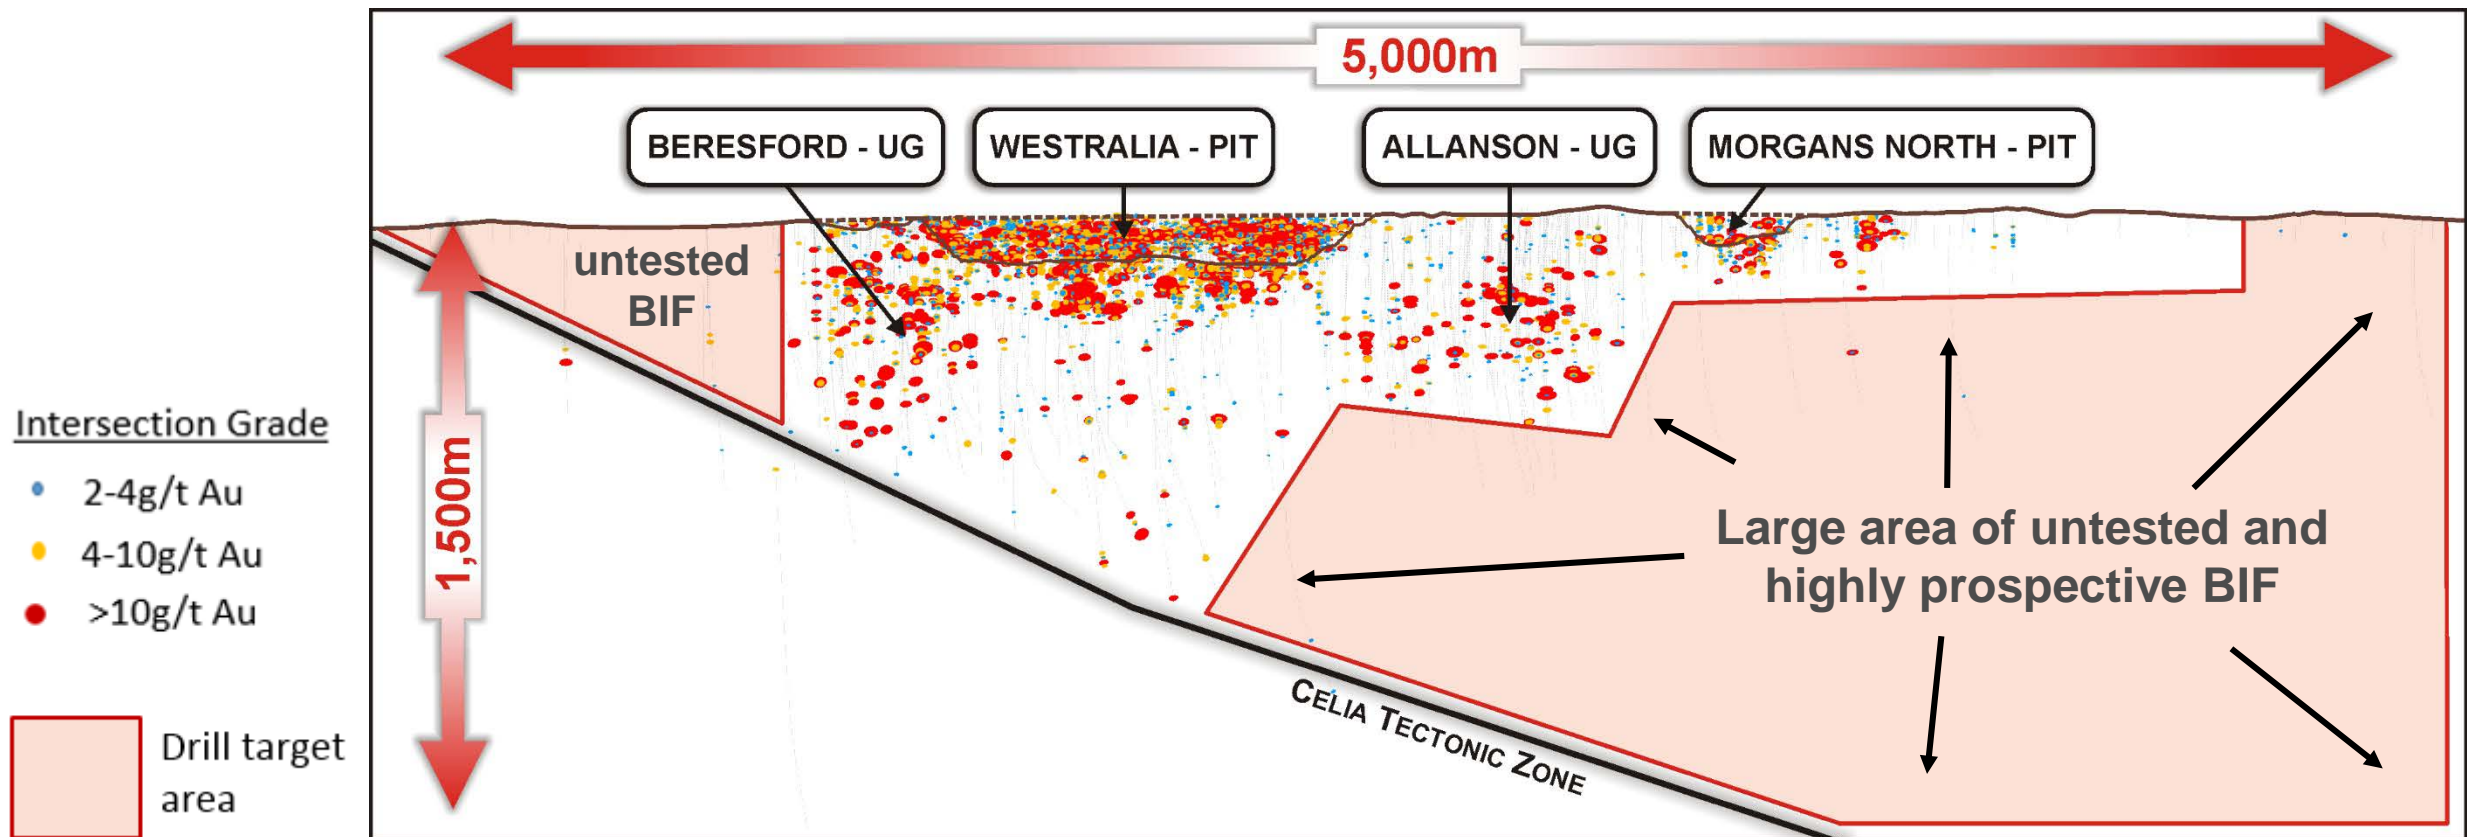 5,000m
BERESFORD - UG
WESTRALIA - PIT
ALLANSON - UG
MORGANS NORTH - PIT
untested
BIF
1,500m
Intersection Grade
2-4g/t Au
4-10g/t Au
>10g/t Au
Drill target
area
Large area of untested and
highly prospective BIF
CELIA TECTONIC ZONE